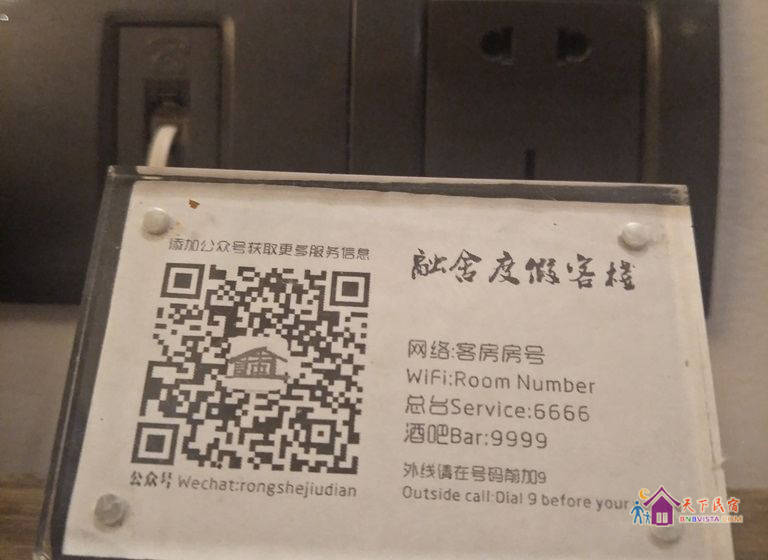 添加公众号获取更多服务信息
公众号 Wechat:rongshejiudian
融舍度假客栈
网络:客房房号
WiFi:Room Number
总台Service:6666
酒吧Bar:9999
外线请在号码前加9
Outside call:Dial 9 before your
天下民宿
BNBVISTA.COM